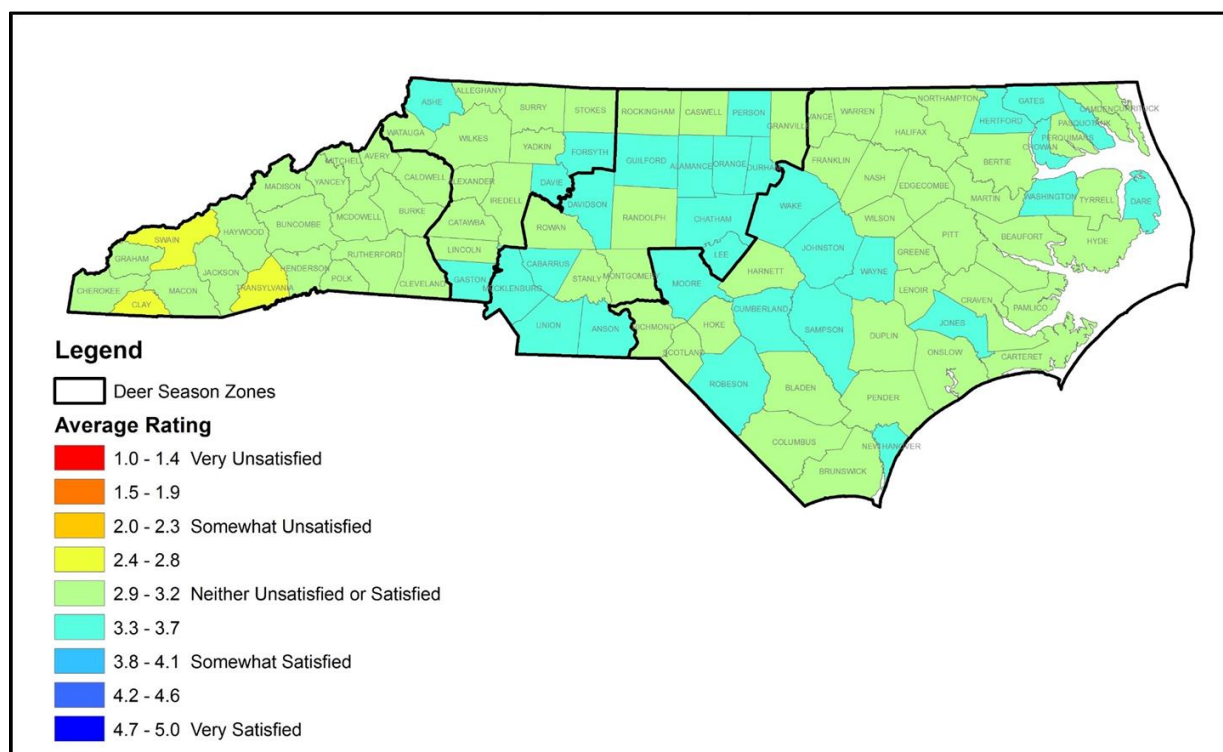 ALLEGHANY
ASHE
SURRY
STOKES
ROCKINGHAM
CASWELL
PERSON
GRANVILLE
VANCE
WARREN
NORTHAMPTON
GATES
HERTFORD
CAMDEN
CURRITUCK
PASQUOTANK
PERQUIMANS
CHOWAN
HALIFAX
WATAUGA
WILKES
YADKIN
FORSYTH
GUILFORD
ALAMANCE
ORANGE
DURHAM
FRANKLIN
NASH
EDGECOMBE
BERTIE
MARTIN
WASHINGTON
TYRRELL
DARE
MITCHELL
AVERY
CALDWELL
ALEXANDER
IREDELL
DAVIE
DAVIDSON
RANDOLPH
CHATHAM
WAKE
WILSON
PITT
BEAUFORT
HYDE
MADISON
YANCEY
MCDOWELL
BURKE
CATAWBA
ROWAN
LEE
JOHNSTON
WAYNE
GREENE
SWAIN
HAYWOOD
BUNCOMBE
RUTHERFORD
LINCOLN
CABARRUS
STANLY
MONTGOMERY
MOORE
HARNETT
LENOIR
CRAVEN
PAMLICO
GRAHAM
JACKSON
HENDERSON
POLK
CLEVELAND
GASTON
MECKLENBURG
CHEROKEE
CLAY
MACON
TRANSYLVANIA
UNION
ANSON
RICHMOND
SCOTLAND
HOKE
CUMBERLAND
SAMPSON
DUPLIN
JONES
ONSLOW
CARTERET
ROBESON
BLADEN
PENDER
COLUMBUS
BRUNSWICK
NEW HANOVER
Legend
Deer Season Zones
Average Rating
1.0 - 1.4 Very Unsatisfied
1.5 - 1.9
2.0 - 2.3 Somewhat Unsatisfied
2.4 - 2.8
2.9 - 3.2 Neither Unsatisfied or Satisfied
3.3 - 3.7
3.8 - 4.1 Somewhat Satisfied
4.2 - 4.6
4.7 - 5.0 Very Satisfied